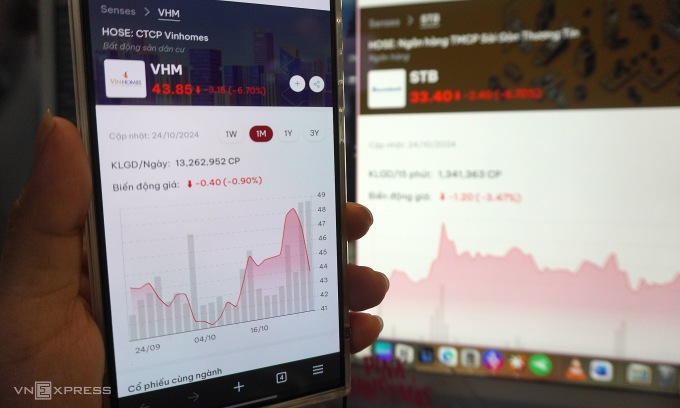 Senses > VHM
HOSE: CTCP Vinhomes
Bất động sản dân cư
VINHOMES
VHM
43.85 -3.15 (-6.70%)
Cập nhật: 24/10/2024
1W 1M 1Y 3Y
KLGD/Ngày: 13,262,952 CP
Biến động giá: -0.40 (-0.90%)
49
48
46
45
44
43
42
41
24/09 04/10 16/10
Cổ phiếu cùng ngành
4
Senses > STB
HOSE: Ngân hàng TMCP Sài Gòn Thương Tín
Ngân hàng
STB
33.40
Cập nhật: 24/10/2024
KLGD/15 phút: 1,341,363 CP
Biến động giá: -1.20 (-3.47%)
VNEXPRESS